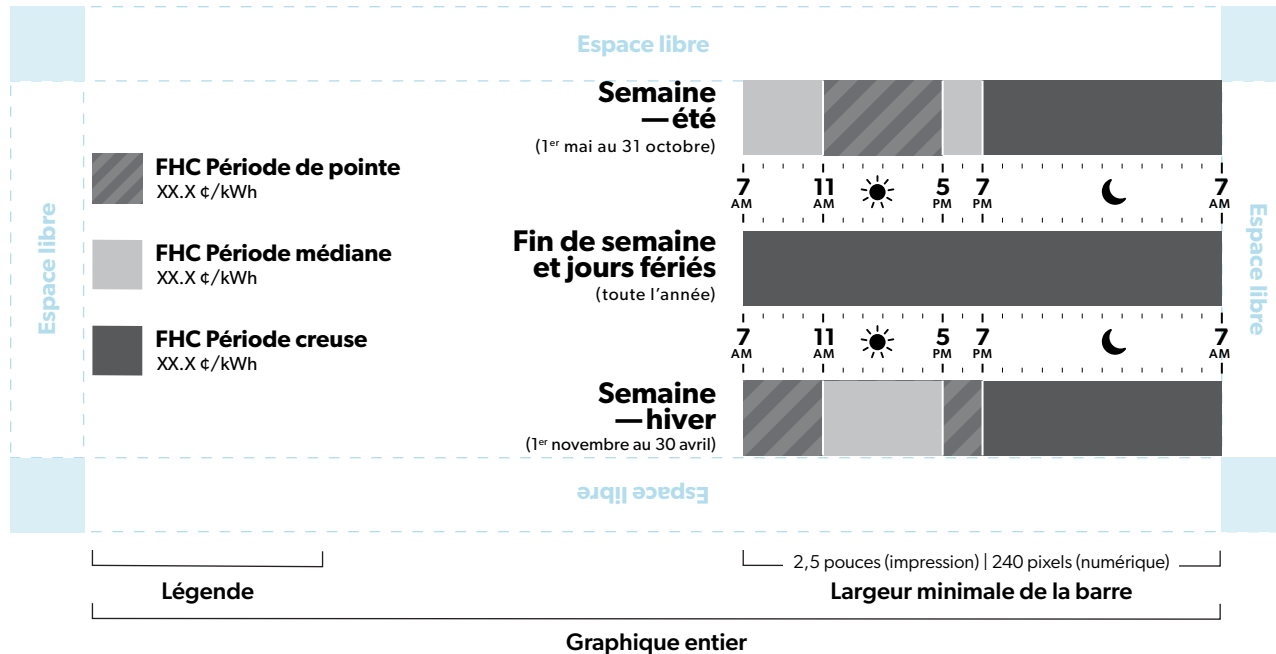 Espace libre
Espace libre
FHC Période de pointe
XX.X ¢/kWh
FHC Période médiane
XX.X ¢/kWh
FHC Période creuse
XX.X ¢/kWh
Semaine
—été
(1er mai au 31 octobre)
7 11 5 7 7
AM AM PM PM AM
Fin de semaine
et jours fériés
(toute l’année)
7 11 5 7 7
AM AM PM PM AM
Semaine
—hiver
(1er novembre au 30 avril)
Espace libre
Espace libre
2,5 pouces (impression) | 240 pixels (numérique)
Légende
Largeur minimale de la barre
Graphique entier